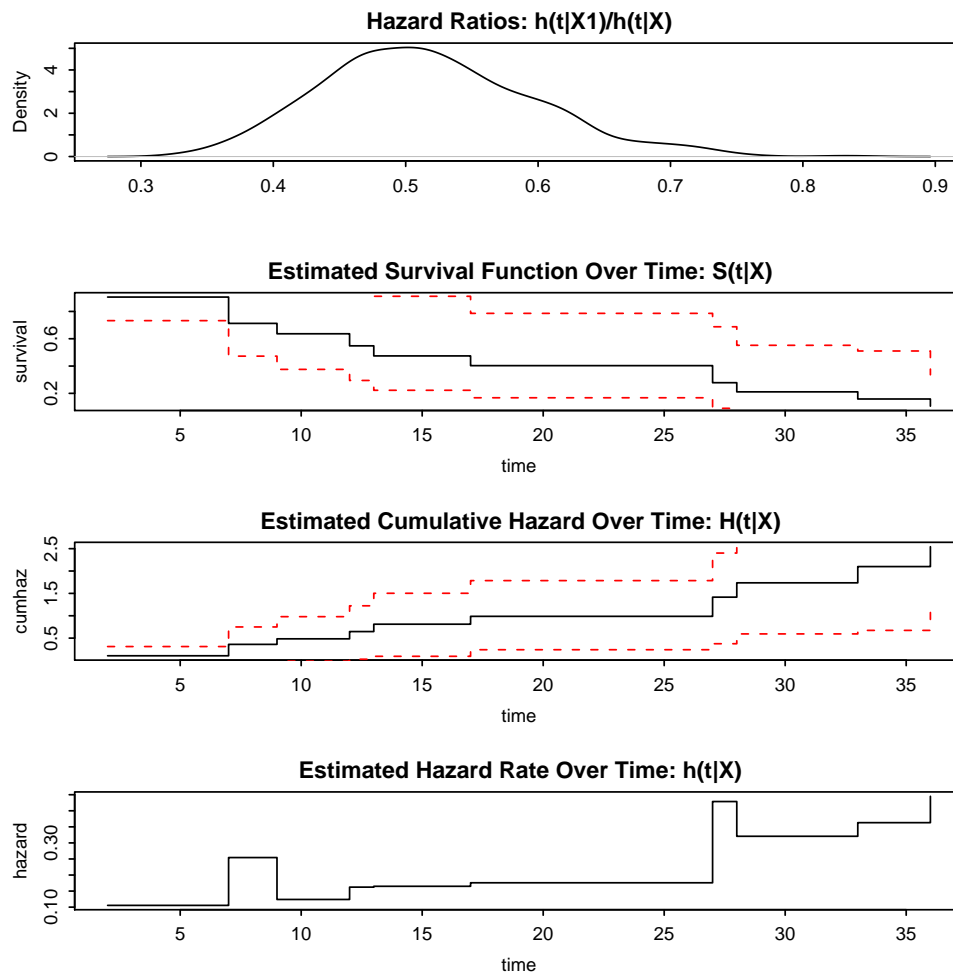 Hazard Ratios: h(t|X1)/h(t|X)
Density
0 2 4
0.3 0.4 0.5 0.6 0.7 0.8 0.9
Estimated Survival Function Over Time: S(t|X)
survival
0.2 0.6
5 10 15 20 25 30 35
time
Estimated Cumulative Hazard Over Time: H(t|X)
cumhaz
0.5 1.5 2.5
5 10 15 20 25 30 35
time
Estimated Hazard Rate Over Time: h(t|X)
hazard
0.10 0.30
5 10 15 20 25 30 35
time